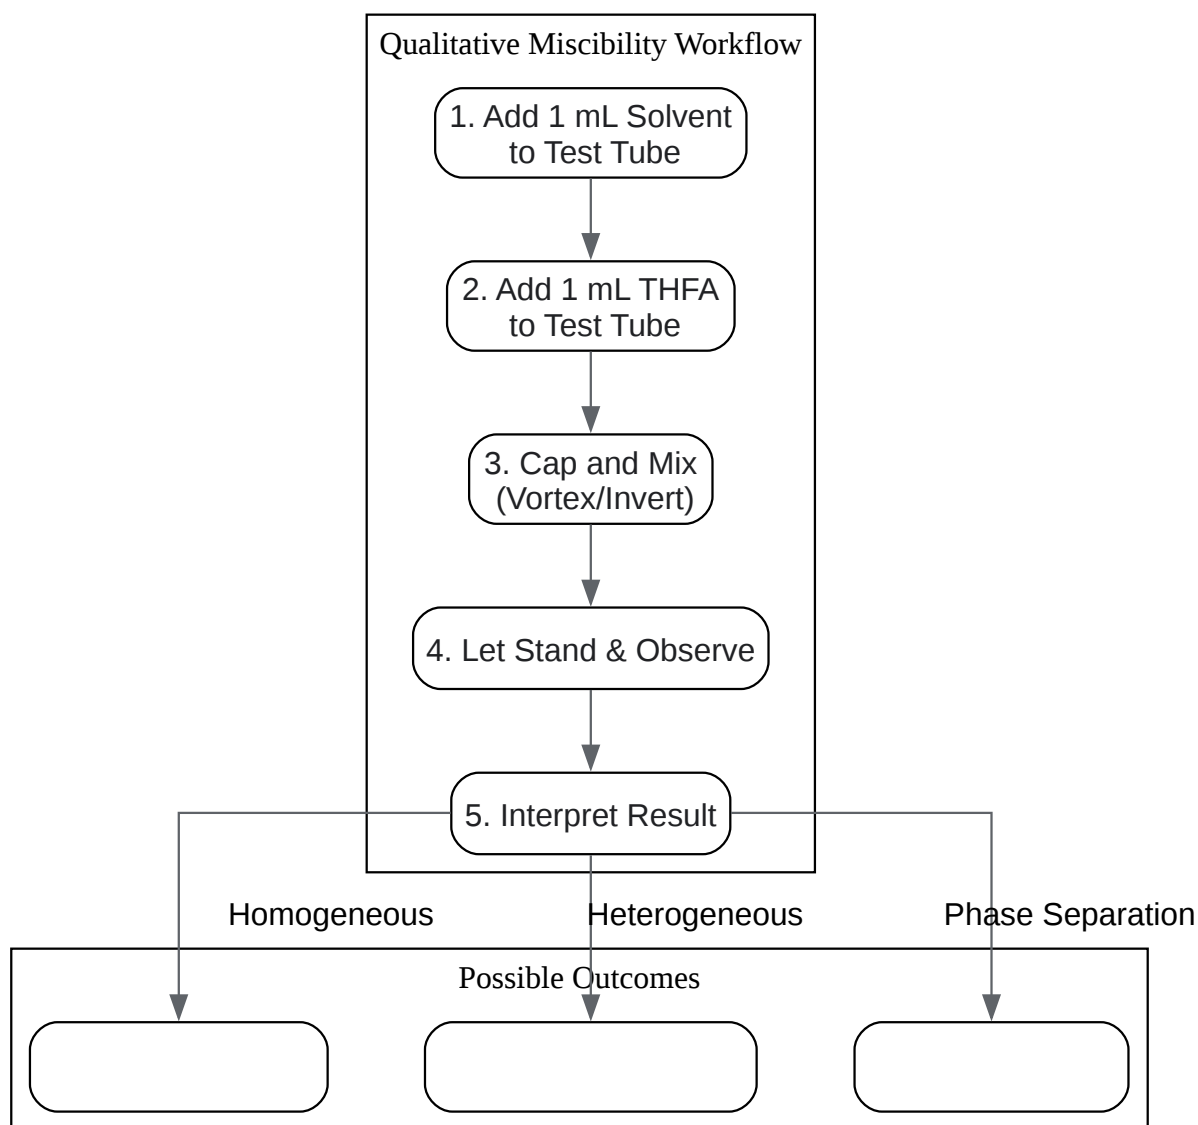 Qualitative Miscibility Workflow
1. Add 1 mL Solvent
to Test Tube
2. Add 1 mL THFA
to Test Tube
3. Cap and Mix
(Vortex/Invert)
4. Let Stand & Observe
5. Interpret Result
Homogeneous
Heterogeneous
Phase Separation
Possible Outcomes